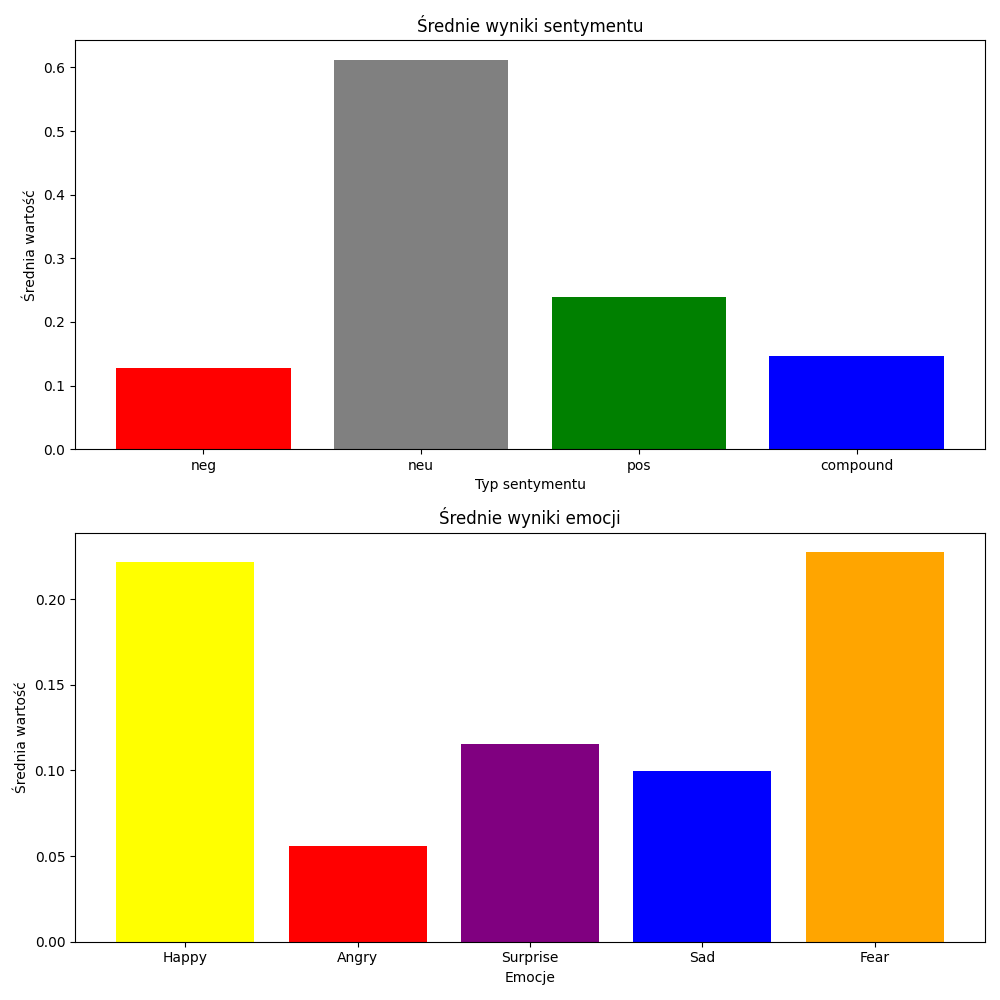 Średnie wyniki sentymentu
Średnia wartość
0.6
0.5
0.4
0.3
0.2
0.1
0.0
neg neu pos compound
Typ sentymentu
Średnie wyniki emocji
Średnia wartość
0.20
0.15
0.10
0.05
0.00
Happy Angry Surprise Sad Fear
Emocje